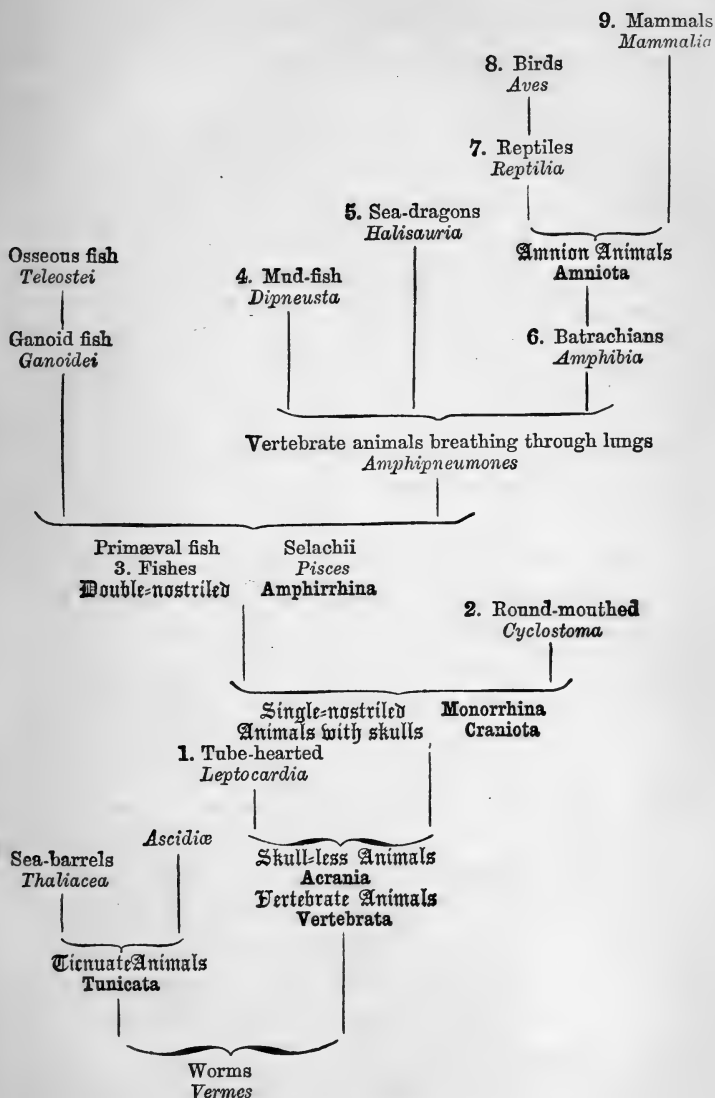 9. Mammals
Mammalia
8. Birds
Aves
7. Reptiles
Reptilia
5. Sea-dragons
Halisauria
Amnion Animals
Amniota
Osseous fish
Teleostei
4. Mud-fish
Dipneusta
Ganoid fish
Ganoidei
6. Batrachians
Amphibia
Vertebrate animals breathing through lungs
Amphipneumones
Primæval fish Selachii
3. Fishes Pisces
Double=nostriled Amphirrhina
2. Round-mouthed
Cyclostoma
Single=nostriled Monorrhina
Animals with skulls Craniota
1. Tube-hearted
Leptocardia
Ascidiæ
Sea-barrels
Thaliacea
Skull=less Animals
Acrania
Vertebrate Animals
Vertebrata
Ticnuate Animals
Tunicata
Worms
Vermes